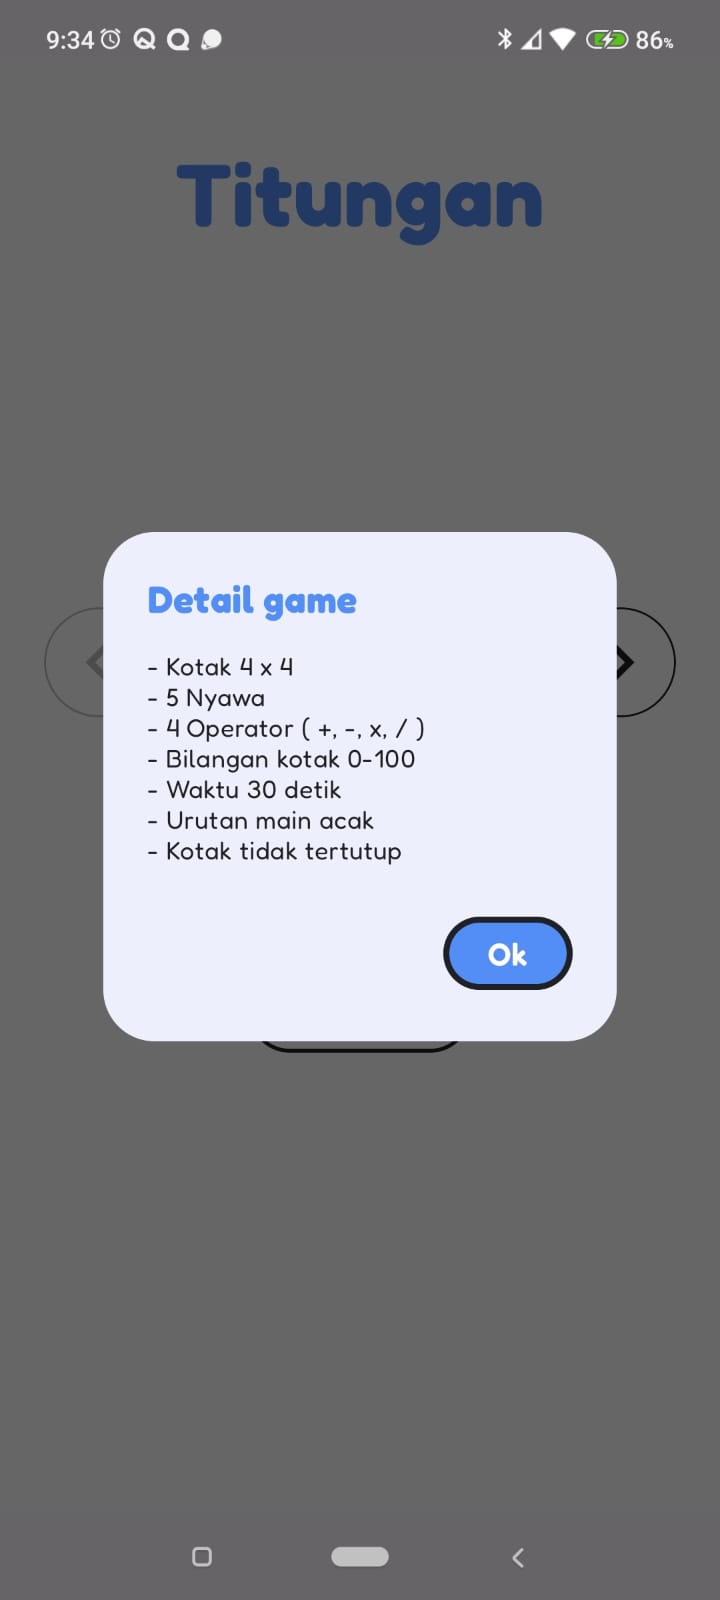 9:34
86%
Titungan
Detail game
- Kotak 4 x 4
- 5 Nyawa
- 4 Operator ( +, -, x, / )
- Bilangan kotak 0-100
- Waktu 30 detik
- Urutan main acak
- Kotak tidak tertutup
Ok